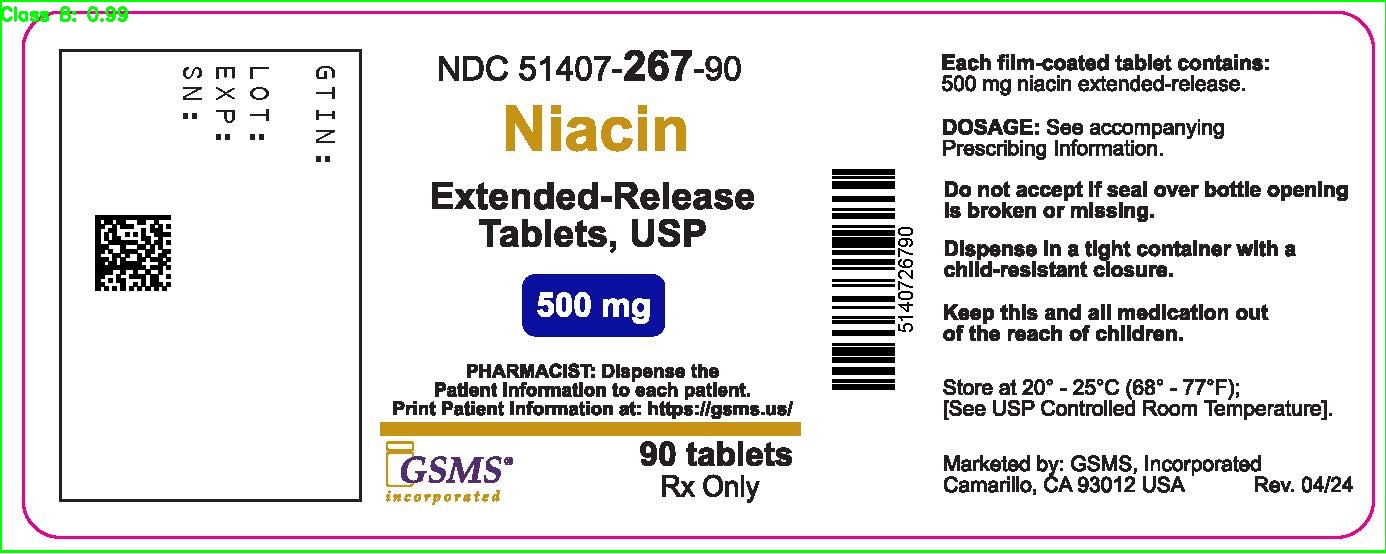 Class B: 0.99
GTIN:
LOT:
EXP:
SN:
NDC 51407-267-90
Niacin
Extended-Release
Tablets, USP
500 mg
PHARMACIST: Dispense the
Patient Information to each patient.
Print Patient Information at: https://gsms.us/
GSMS®
incorporated
90 tablets
Rx Only
5140726790
Each film-coated tablet contains:
500 mg niacin extended-release.
DOSAGE: See accompanying
Prescribing Information.
Do not accept if seal over bottle opening
is broken or missing.
Dispense in a tight container with a
child-resistant closure.
Keep this and all medication out
of the reach of children.
Store at 20° - 25°C (68° - 77°F);
[See USP Controlled Room Temperature].
Marketed by: GSMS, Incorporated
Camarillo, CA 93012 USA Rev. 04/24